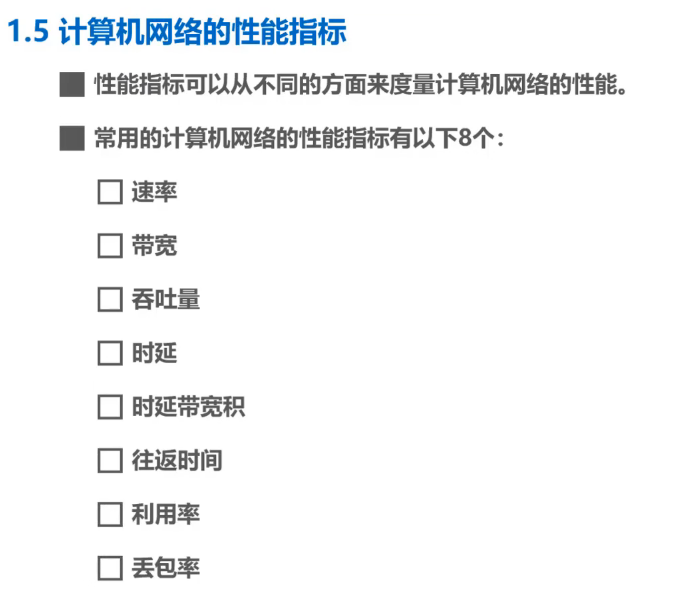 1.5 计算机网络的性能指标
性能指标可以从不同的方面来度量计算机网络的性能。
常用的计算机网络的性能指标有以下8个：
速率
带宽
吞吐量
时延
时延带宽积
往返时间
利用率
丢包率